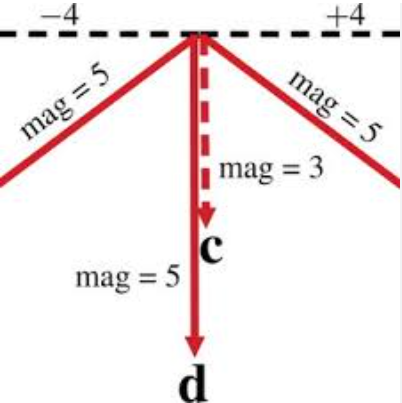 −4
+4
mag = 5
mag = 5
mag = 3
c
mag = 5
d